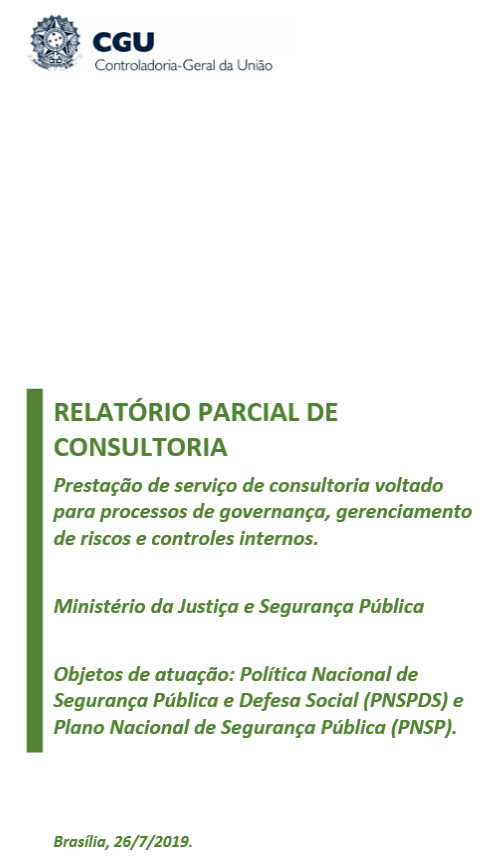 CGU
Controladoria-Geral da União
RELATÓRIO PARCIAL DE
CONSULTORIA
Prestação de serviço de consultoria voltado
para processos de governança, gerenciamento
de riscos e controles internos.
Ministério da Justiça e Segurança Pública
Objetos de atuação: Política Nacional de
Segurança Pública e Defesa Social (PNSPDS) e
Plano Nacional de Segurança Pública (PNSP).
Brasília, 26/7/2019.